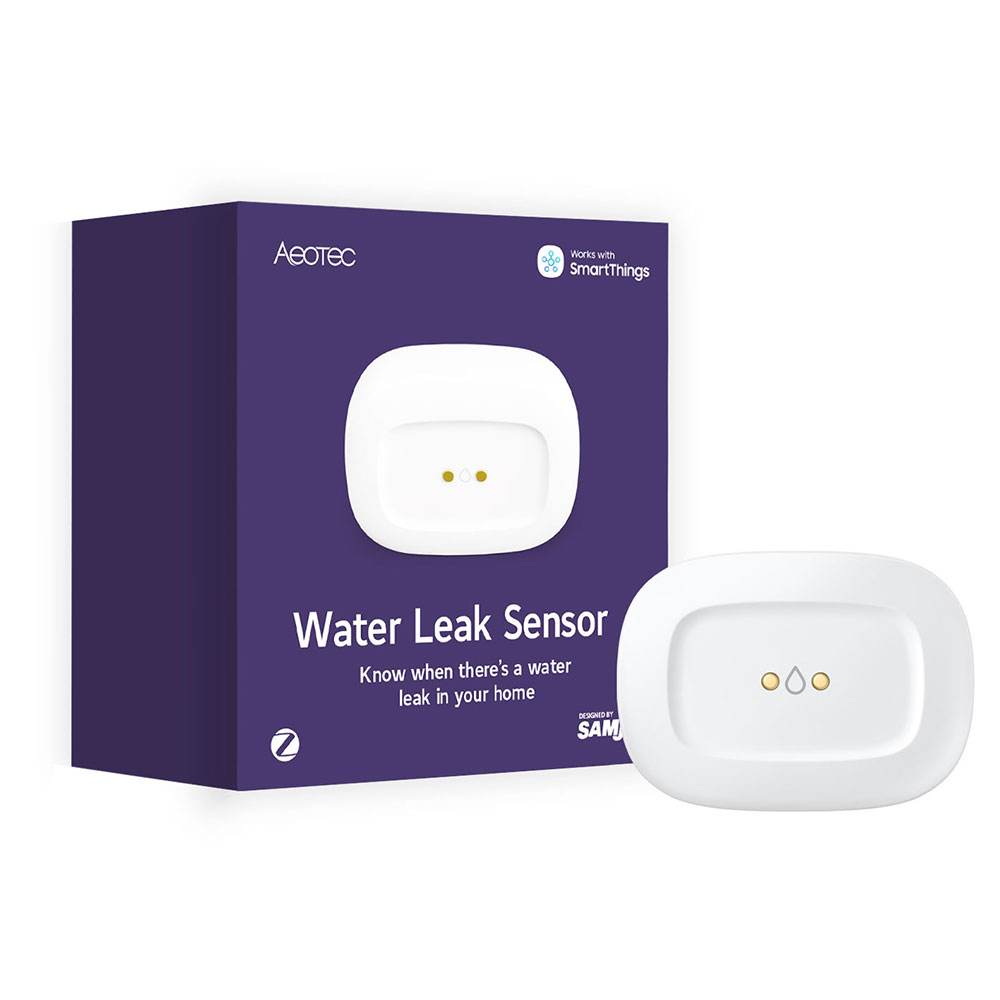 Aeotec
Works with
SmartThings
Water Leak Sensor
Know when there's a water
leak in your home
DESIGNED BY